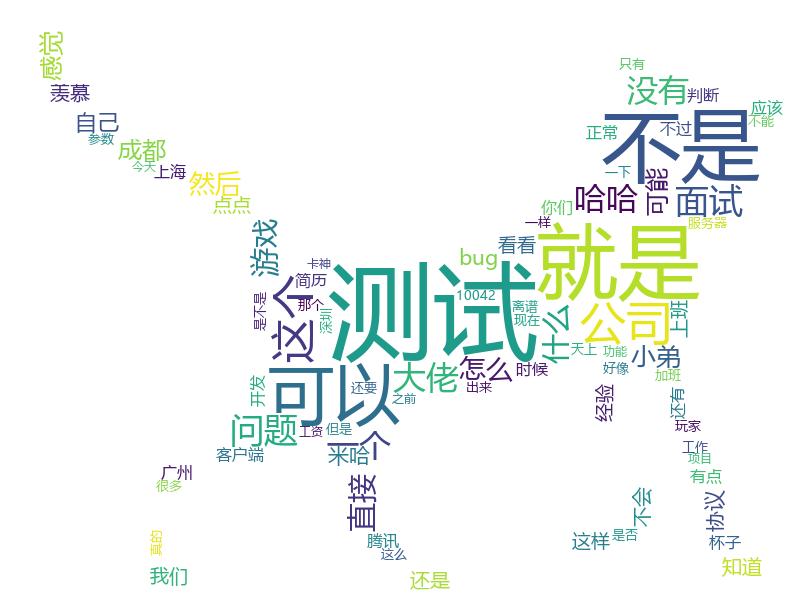 感觉
羡慕
自己
参数
成都
今天
上海
然后
点点
只有
没有
判断
应该
不能
不过
正常
不是
一下
可能
哈哈
面试
你们
一样
服务器
游戏
看看
就是
bug
卡神
简历
这个
那个
是不是
深圳
测试
10042
离谱
现在
什么
公司
上班
天上
功能
小弟
好像
加班
怎么
时候
大佬
出来
可以
还要
之前
开发
问题
工资
但是
一个
米哈
客户端
经验
还有
玩家
工作
项目
有点
广州
很多
直接
不会
协议
真的
腾讯
这么
这样
是否
杯子
我们
还是
知道